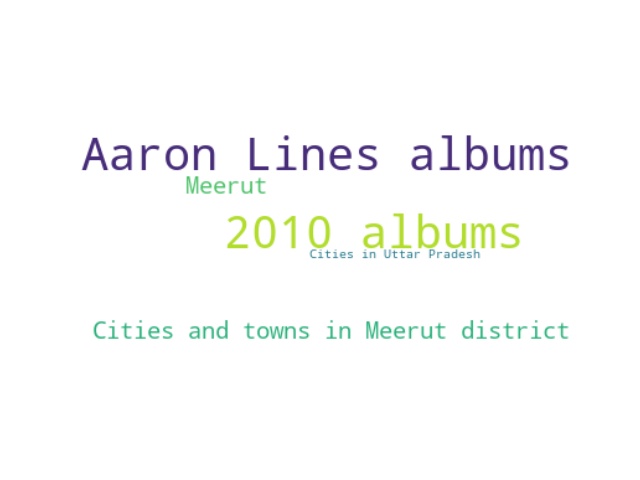 Aaron Lines albums
Meerut
2010 albums
Cities in Uttar Pradesh
Cities and towns in Meerut district